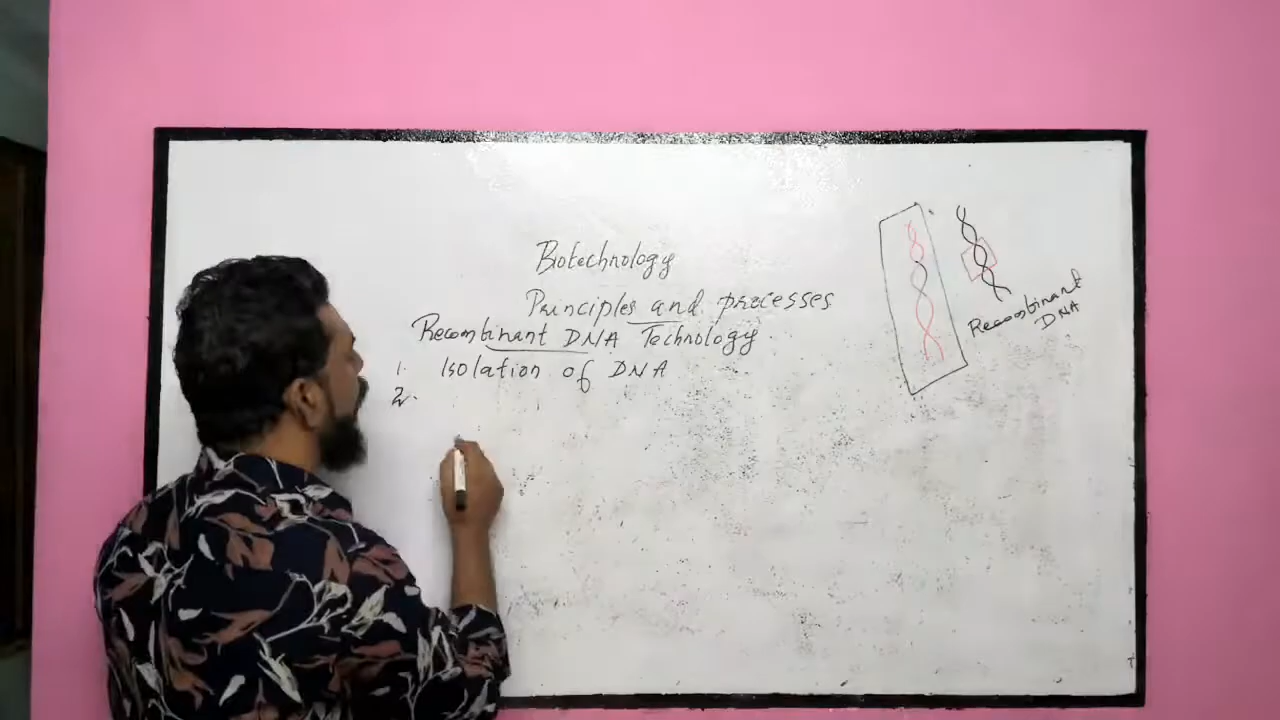 Biotechnology
Principles and processes
Recombinant DNA Technology
1. Isolation of DNA
2.
Recombinant
DNA